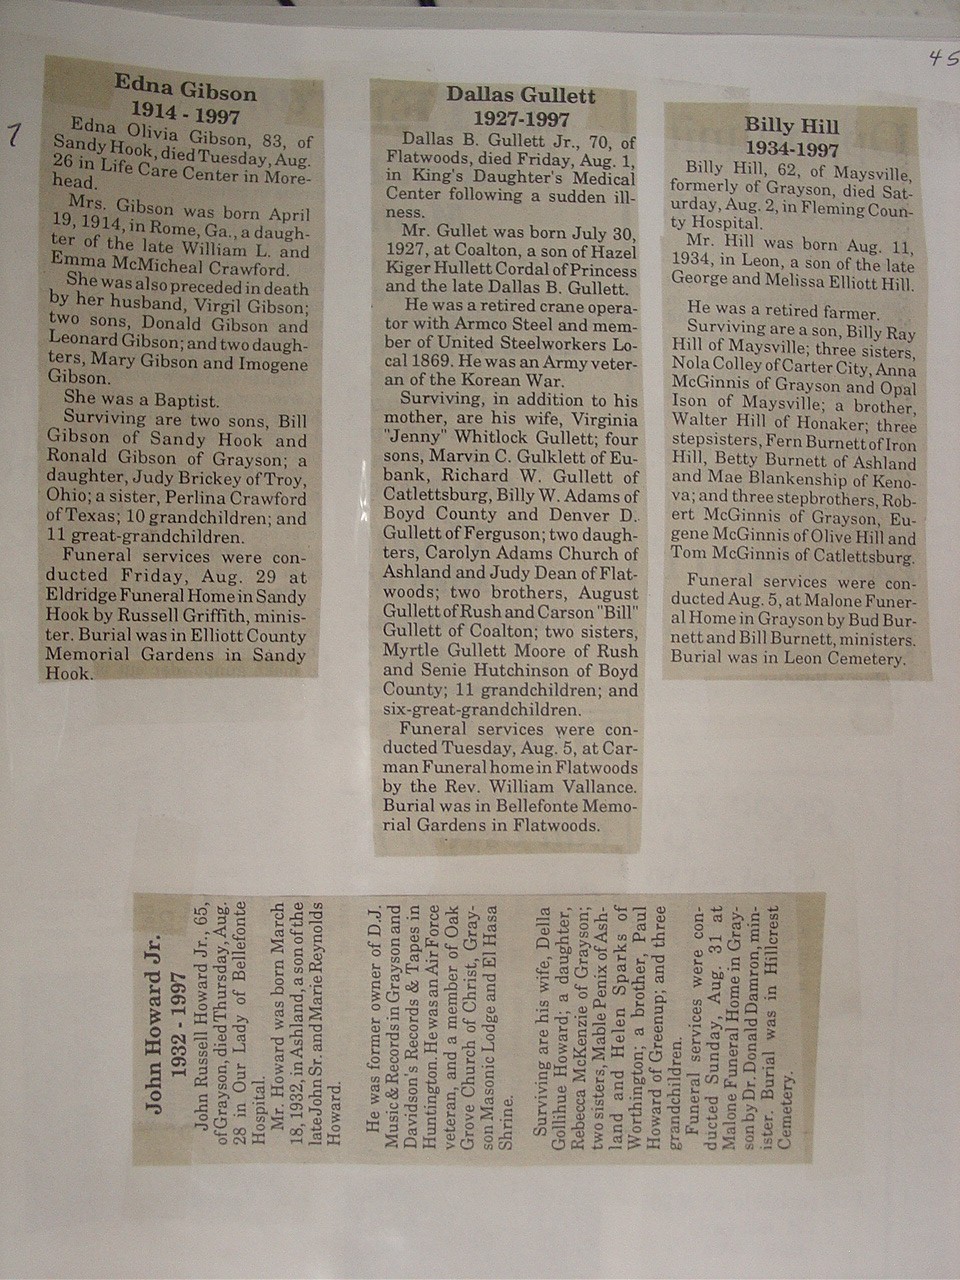 45
7
Edna Gibson
1914 - 1997
Edna Olivia Gibson, 83, of
Sandy Hook, died Tuesday, Aug.
26 in Life Care Center in More-
head.
Mrs. Gibson was born April
19, 1914, in Rome, Ga., a daugh-
ter of the late William L. and
Emma McMicheal Crawford.
She was also preceded in death
by her husband, Virgil Gibson;
two sons, Donald Gibson and
Leonard Gibson; and two daugh-
ters, Mary Gibson and Imogene
Gibson.
She was a Baptist.
Surviving are two sons, Bill
Gibson of Sandy Hook and
Ronald Gibson of Grayson; a
daughter, Judy Brickey of Troy,
Ohio; a sister, Perlina Crawford
of Texas; 10 grandchildren; and
11 great-grandchildren.
Funeral services were con-
ducted Friday, Aug. 29 at
Eldridge Funeral Home in Sandy
Hook by Russell Griffith, minis-
ter. Burial was in Elliott County
Memorial Gardens in Sandy
Hook.
Dallas Gullett
1927-1997
Dallas B. Gullett Jr., 70, of
Flatwoods, died Friday, Aug. 1,
in King's Daughter's Medical
Center following a sudden ill-
ness.
Mr. Gullet was born July 30,
1927, at Coalton, a son of Hazel
Kiger Hullett Cordal of Princess
and the late Dallas B. Gullett.
He was a retired crane opera-
tor with Armco Steel and mem-
ber of United Steelworkers Lo-
cal 1869. He was an Army veter-
an of the Korean War.
Surviving, in addition to his
mother, are his wife, Virginia
"Jenny" Whitlock Gullett; four
sons, Marvin C. Gulklett of Eu-
bank, Richard W. Gullett of
Catlettsburg, Billy W. Adams of
Boyd County and Denver D.
Gullett of Ferguson; two daugh-
ters, Carolyn Adams Church of
Ashland and Judy Dean of Flat-
woods; two brothers, August
Gullett of Rush and Carson "Bill"
Gullett of Coalton; two sisters,
Myrtle Gullett Moore of Rush
and Senie Hutchinson of Boyd
County; 11 grandchildren; and
six-great-grandchildren.
Funeral services were con-
ducted Tuesday, Aug. 5, at Car-
man Funeral home in Flatwoods
by the Rev. William Vallance.
Burial was in Bellefonte Memo-
rial Gardens in Flatwoods.
Billy Hill
1934-1997
Billy Hill, 62, of Maysville,
formerly of Grayson, died Sat-
urday, Aug. 2, in Fleming Coun-
ty Hospital.
Mr. Hill was born Aug. 11,
1934, in Leon, a son of the late
George and Melissa Elliott Hill.
He was a retired farmer.
Surviving are a son, Billy Ray
Hill of Maysville; three sisters,
Nola Colley of Carter City, Anna
McGinnis of Grayson and Opal
Ison of Maysville; a brother,
Walter Hill of Honaker; three
stepsisters, Fern Burnett of Iron
Hill, Betty Burnett of Ashland
and Mae Blankenship of Keno-
va; and three stepbrothers, Rob-
ert McGinnis of Grayson, Eu-
gene McGinnis of Olive Hill and
Tom McGinnis of Catlettsburg.
Funeral services were con-
ducted Aug. 5, at Malone Funer-
al Home in Grayson by Bud Bur-
nett and Bill Burnett, ministers.
Burial was in Leon Cemetery.
John Howard Jr.
1932 - 1997
John Russell Howard Jr., 65,
of Grayson, died Thursday, Aug.
28 in Our Lady of Bellefonte
Hospital.
Mr. Howard was born March
18, 1932, in Ashland, a son of the
late John Sr. and Marie Reynolds
Howard.
He was former owner of D.J.
Music & Records in Grayson and
Davidson's Records & Tapes in
Huntington. He was an Air Force
veteran, and a member of Oak
Grove Church of Christ, Gray-
son Masonic Lodge and El Hasa
Shrine.
Surviving are his wife, Della
Gollihue Howard; a daughter,
Rebecca McKenzie of Grayson;
two sisters, Mable Penix of Ash-
land and Helen Sparks of
Worthington; a brother, Paul
Howard of Greenup; and three
grandchildren.
Funeral services were con-
ducted Sunday, Aug. 31 at
Malone Funeral Home in Gray-
son by Dr. Donald Damron, min-
ister. Burial was in Hillcrest
Cemetery.